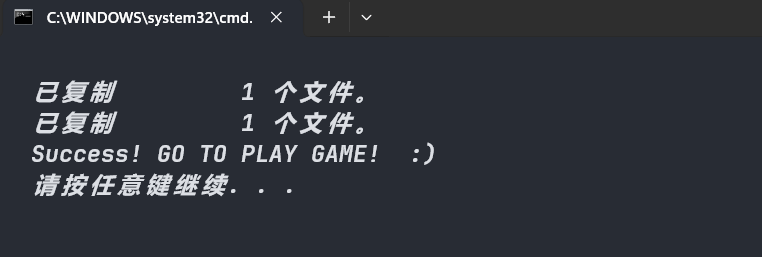 C:\WINDOWS\system32\cmd.
已复制         1 个文件。
已复制         1 个文件。
Success! GO TO PLAY GAME!  :)
请按任意键继续. . .